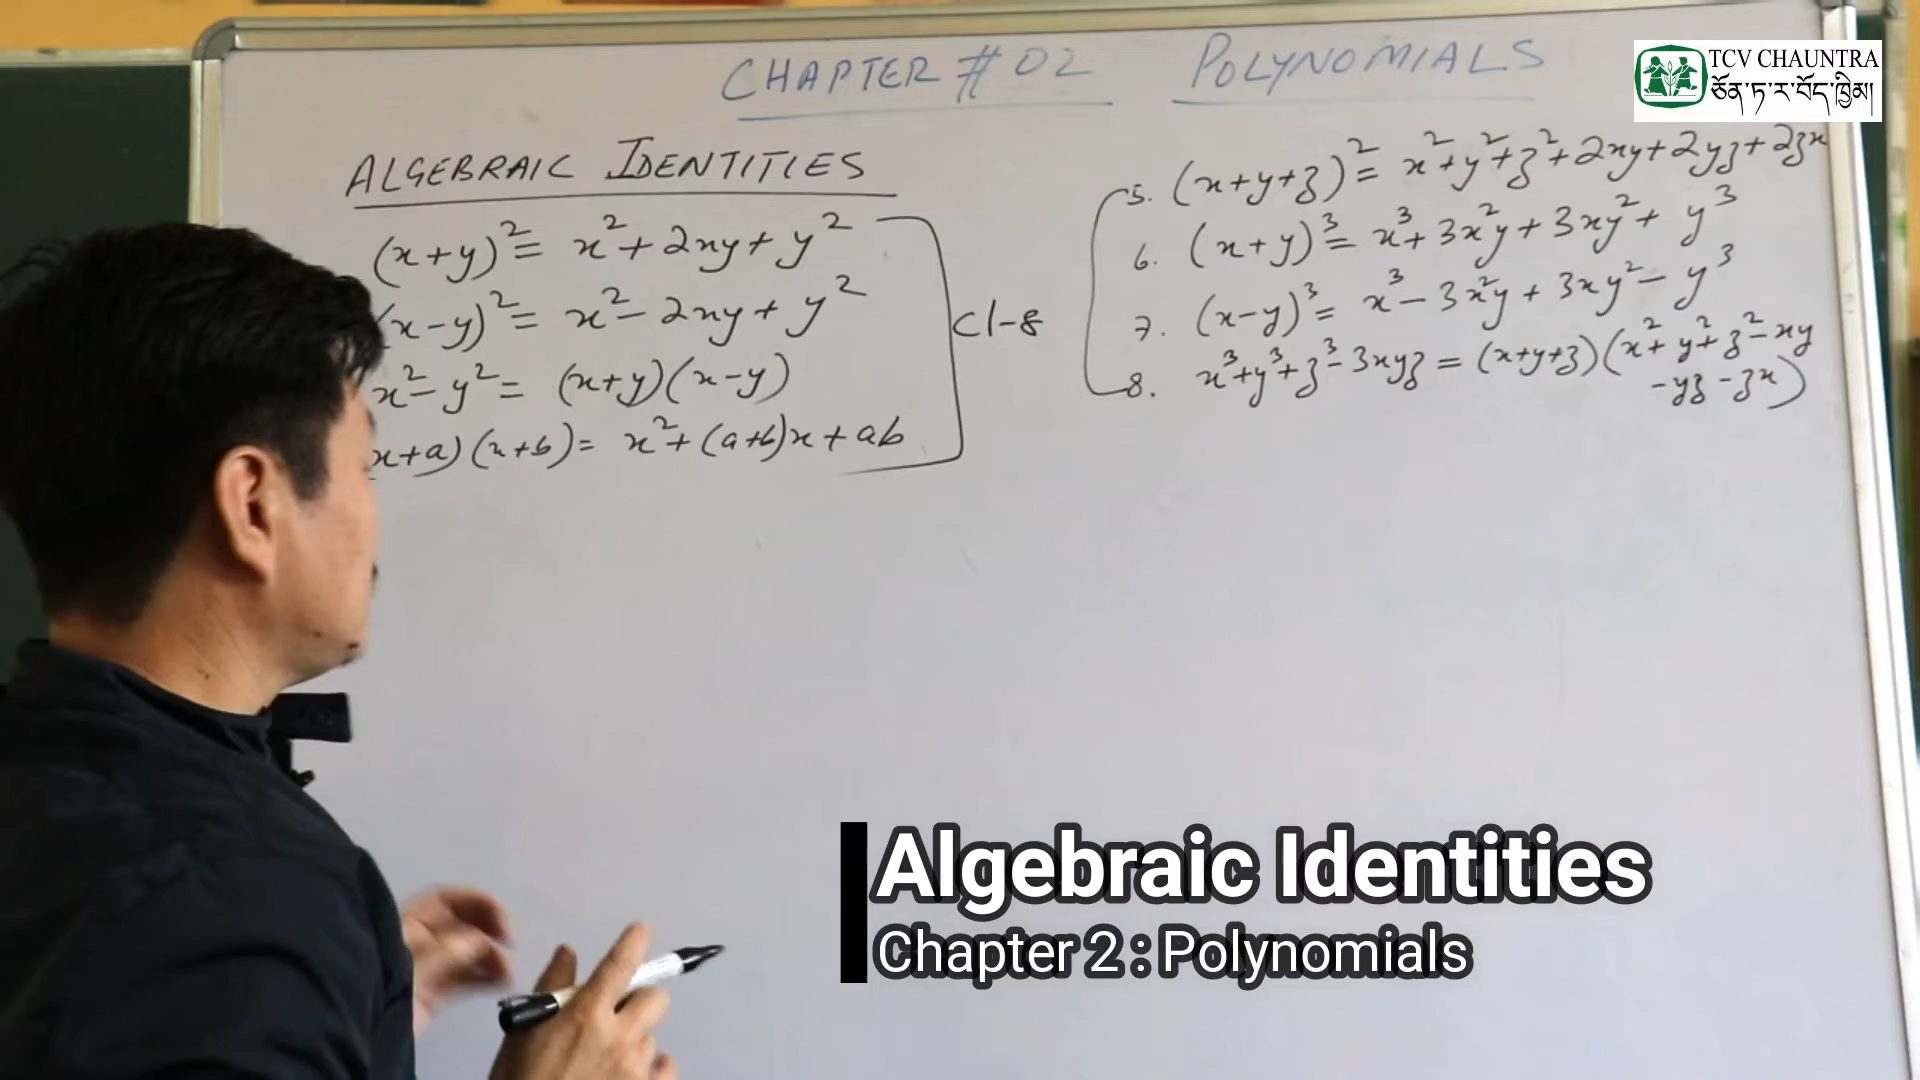 CHAPTER # 02 POLYNOMIALS
TCV CHAUNTRA
ཅོན་ཏ་ར་བོད་ཁྱིམ།
ALGEBRAIC IDENTITIES
(x+y)² = x² + 2xy + y²
(x-y)² = x² - 2xy + y²
x² - y² = (x+y)(x-y)
x+a)(x+b) = x² + (a+b)x + ab
Cl-8
5. (x+y+z)² = x²+y²+z²+2xy+2yz+2zx
6. (x+y)³ = x³+3x²y+3xy²+y³
7. (x-y)³ = x³-3x²y+3xy²-y³
8. x³+y³+z³-3xyz = (x+y+z)(x²+y²+z²-xy
-yz-zx)
Algebraic Identities
Chapter 2 : Polynomials